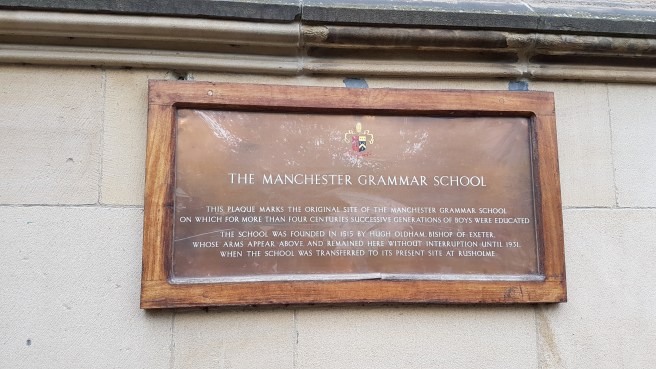 THE MANCHESTER GRAMMAR SCHOOL
THIS PLAQUE MARKS THE ORIGINAL SITE OF THE MANCHESTER GRAMMAR SCHOOL
ON WHICH FOR MORE THAN FOUR CENTURIES SUCCESSIVE GENERATIONS OF BOYS WERE EDUCATED
THE SCHOOL WAS FOUNDED IN 1515 BY HUGH OLDHAM, BISHOP OF EXETER,
WHOSE ARMS APPEAR ABOVE, AND REMAINED HERE WITHOUT INTERRUPTION UNTIL 1931,
WHEN THE SCHOOL WAS TRANSFERRED TO ITS PRESENT SITE AT RUSHOLME.